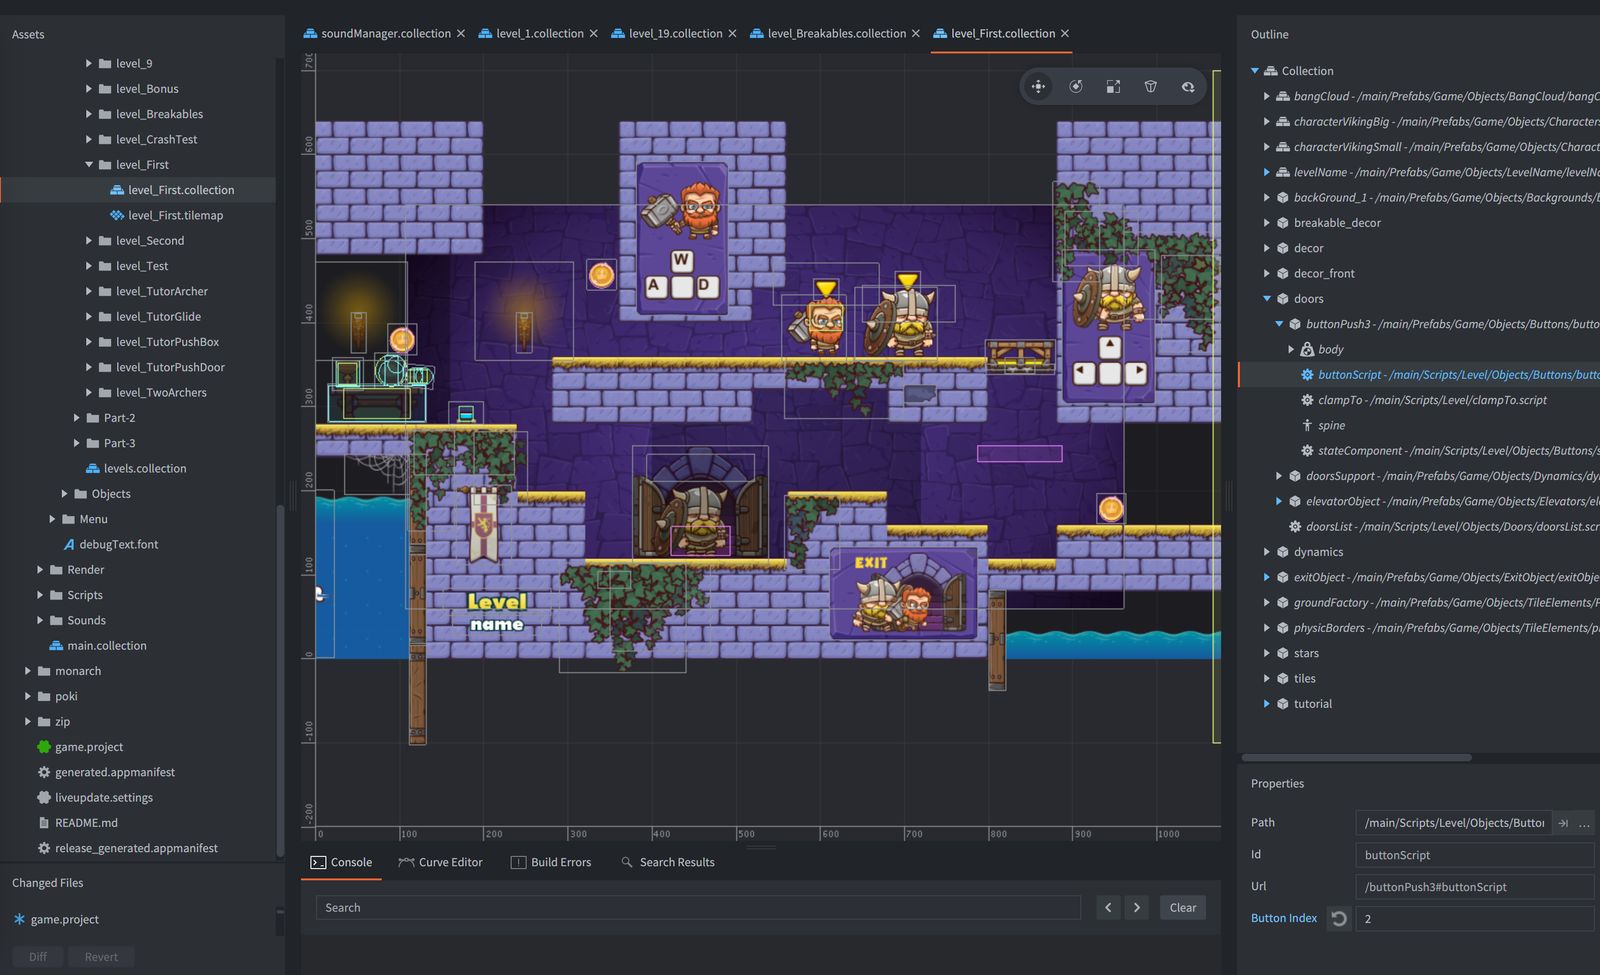 Assets
level_9
level_Bonus
level_Breakables
level_CrashTest
level_First
level_First.collection
level_First.tilemap
level_Second
level_Test
level_TutorArcher
level_TutorGlide
level_TutorPushBox
level_TutorPushDoor
level_TwoArchers
Part-2
Part-3
levels.collection
Objects
Menu
debugText.font
Render
Scripts
Sounds
main.collection
monarch
poki
zip
game.project
generated.appmanifest
liveupdate.settings
README.md
release_generated.appmanifest
Changed Files
game.project
Diff Revert
soundManager.collection level_1.collection level_19.collection level_Breakables.collection level_First.collection
600
500
400
300
200
100
0
-100
-200
W
A D
EXIT
Level
name
0 100 200 300 400 500 600 700 800 900 1000
Console Curve Editor Build Errors Search Results
Search Clear
Outline
Collection
bangCloud - /main/Prefabs/Game/Objects/BangCloud/bangC
characterVikingBig - /main/Prefabs/Game/Objects/Characters
characterVikingSmall - /main/Prefabs/Game/Objects/Charact
levelName - /main/Prefabs/Game/Objects/LevelName/levelNa
backGround_1 - /main/Prefabs/Game/Objects/Backgrounds/b
breakable_decor
decor
decor_front
doors
buttonPush3 - /main/Prefabs/Game/Objects/Buttons/butto
body
buttonScript - /main/Scripts/Level/Objects/Buttons/butto
clampTo - /main/Scripts/Level/clampTo.script
spine
stateComponent - /main/Scripts/Level/Objects/Buttons/s
doorsSupport - /main/Prefabs/Game/Objects/Dynamics/dy
elevatorObject - /main/Prefabs/Game/Objects/Elevators/el
doorsList - /main/Scripts/Level/Objects/Doors/doorsList.scr
dynamics
exitObject - /main/Prefabs/Game/Objects/ExitObject/exitObje
groundFactory - /main/Prefabs/Game/Objects/TileElements/P
physicBorders - /main/Prefabs/Game/Objects/TileElements/p
stars
tiles
tutorial
Properties
Path /main/Scripts/Level/Objects/Button ...
Id buttonScript
Url /buttonPush3#buttonScript
Button Index 2